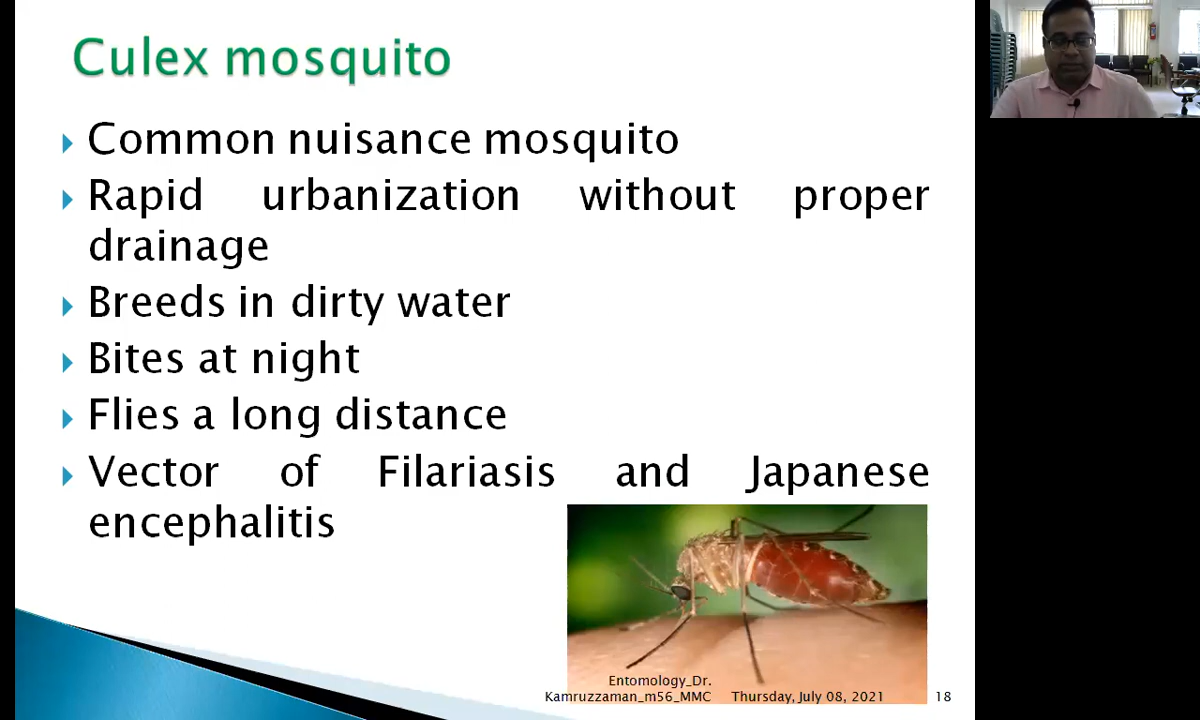 Culex mosquito
Common nuisance mosquito
Rapid urbanization without proper
drainage
Breeds in dirty water
Bites at night
Flies a long distance
Vector of Filariasis and Japanese
encephalitis
Entomology_Dr.
Kamruzzaman_m56_MMC Thursday, July 08, 2021 18